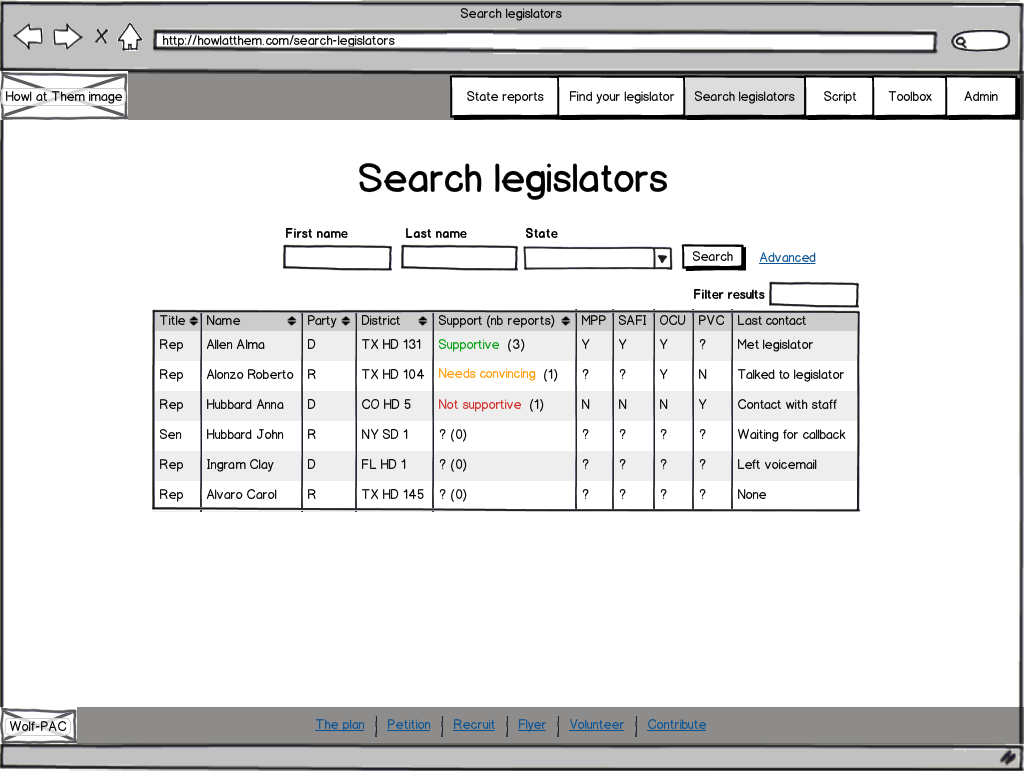 Search legislators
http://howlatthem.com/search-legislators
Howl at Them image State reports Find your legislator Search legislators Script Toolbox Admin
Search legislators
First name Last name State
Search Advanced
Filter results
Title Name Party District Support (nb reports) MPP SAFI OCU PVC Last contact
Rep Allen Alma D TX HD 131 Supportive (3) Y Y Y ? Met legislator
Rep Alonzo Roberto R TX HD 104 Needs convincing (1) ? ? Y N Talked to legislator
Rep Hubbard Anna D CO HD 5 Not supportive (1) N N N Y Contact with staff
Sen Hubbard John R NY SD 1 ? (0) ? ? ? ? Waiting for callback
Rep Ingram Clay D FL HD 1 ? (0) ? ? ? ? Left voicemail
Rep Alvaro Carol R TX HD 145 ? (0) ? ? ? ? None
Wolf-PAC The plan Petition Recruit Flyer Volunteer Contribute